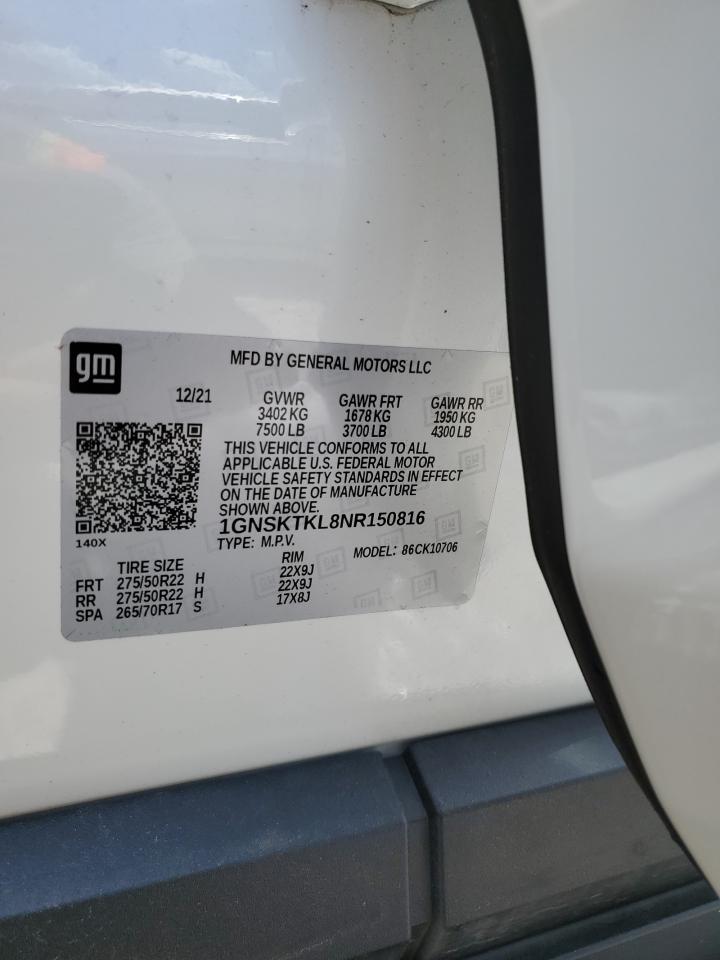 gm
MFD BY GENERAL MOTORS LLC
12/21 GVWR GAWR FRT GAWR RR
3402 KG 1678 KG 1950 KG
7500 LB 3700 LB 4300 LB
THIS VEHICLE CONFORMS TO ALL
APPLICABLE U.S. FEDERAL MOTOR
VEHICLE SAFETY STANDARDS IN EFFECT
ON THE DATE OF MANUFACTURE
SHOWN ABOVE.
1GNSKTKL8NR150816
140X
TYPE: M.P.V. MODEL: 86CK10706
TIRE SIZE RIM
FRT 275/50R22 H 22X9J
RR 275/50R22 H 22X9J
SPA 265/70R17 S 17X8J